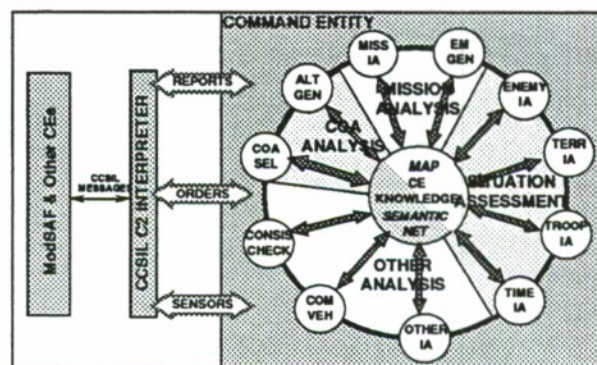 COMMAND ENTITY
ModSAF & Other CEs
CCSIL
MESSAGES
CCSIL C2 INTERPRETER
REPORTS
ORDERS
SENSORS
MISS
IA
EM
GEN
ENEMY
IA
TERR
IA
TROOP
IA
TIME
IA
OTHER
IA
COM
VEH
CONSIS
CHECK
COA
SEL
ALT
GEN
MISSION
ANALYSIS
COA
ANALYSIS
SITUATION
ASSESSMENT
OTHER
ANALYSIS
MAP
CE
KNOWLEDGE
SEMANTIC
NET